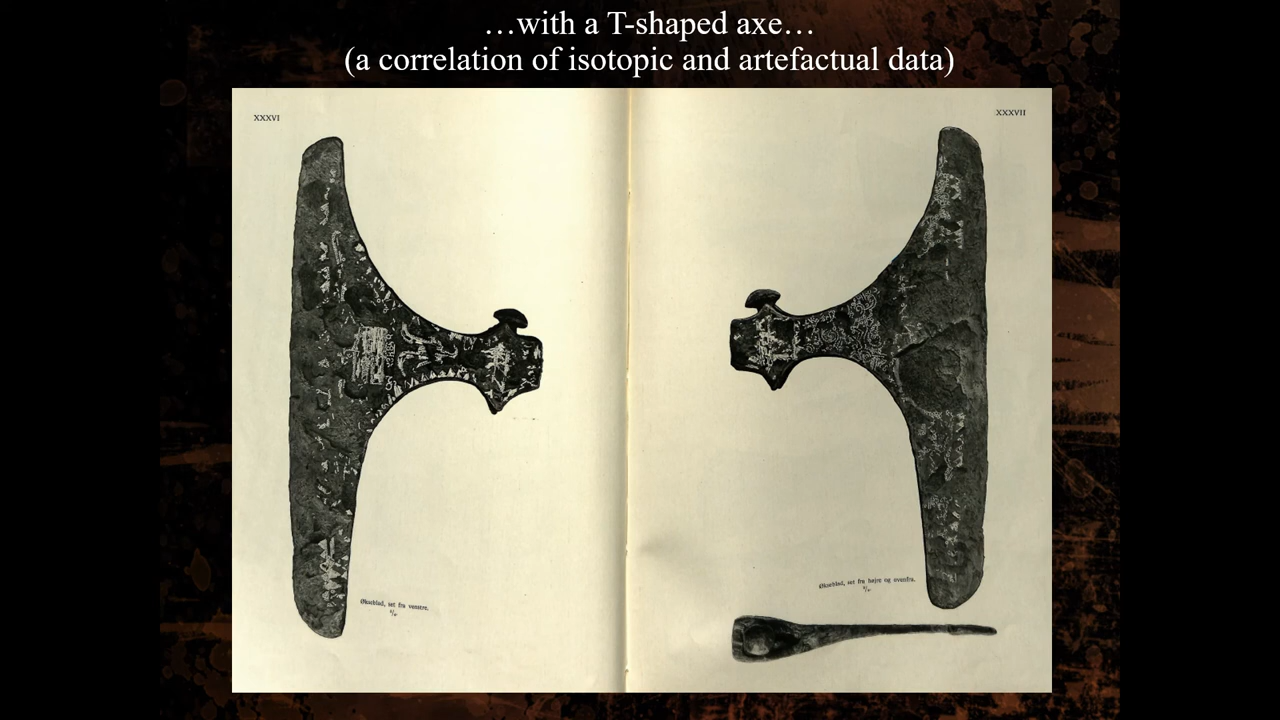 …with a T-shaped axe…
(a correlation of isotopic and artefactual data)
XXXVI
XXXVII
Økseblad, set fra venstre.
Økseblad, set fra højre og ovenfra.